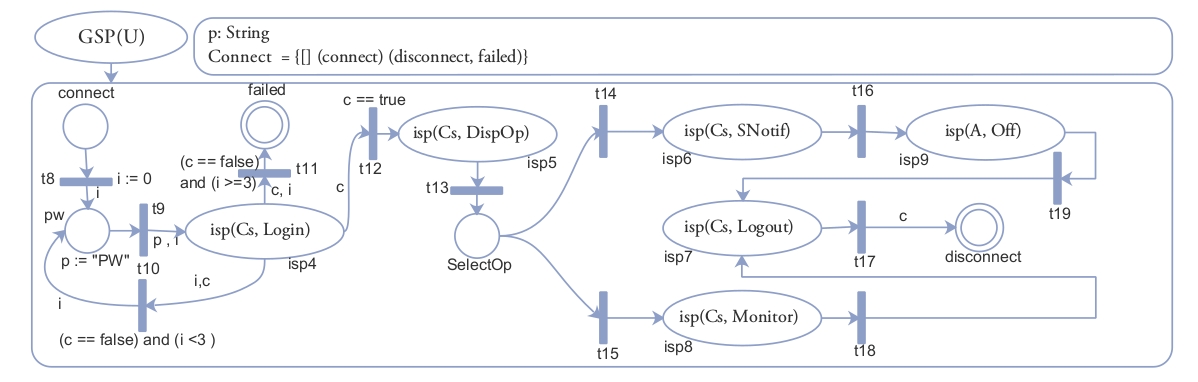 GSP(U)
p: String
Connect = {[] (connect) (disconnect, failed)}
connect
failed
t8
i := 0
i
pw
p := "PW"
t9
p , i
t10
i
i,c
(c == false) and (i <3 )
(c == false)
and (i >=3)
t11
c, i
isp(Cs, Login)
isp4
c
c == true
t12
isp(Cs, DispOp)
isp5
t13
SelectOp
t14
isp(Cs, SNotif)
isp6
t16
isp(A, Off)
isp9
t19
isp(Cs, Logout)
isp7
t17
c
disconnect
t15
isp(Cs, Monitor)
isp8
t18